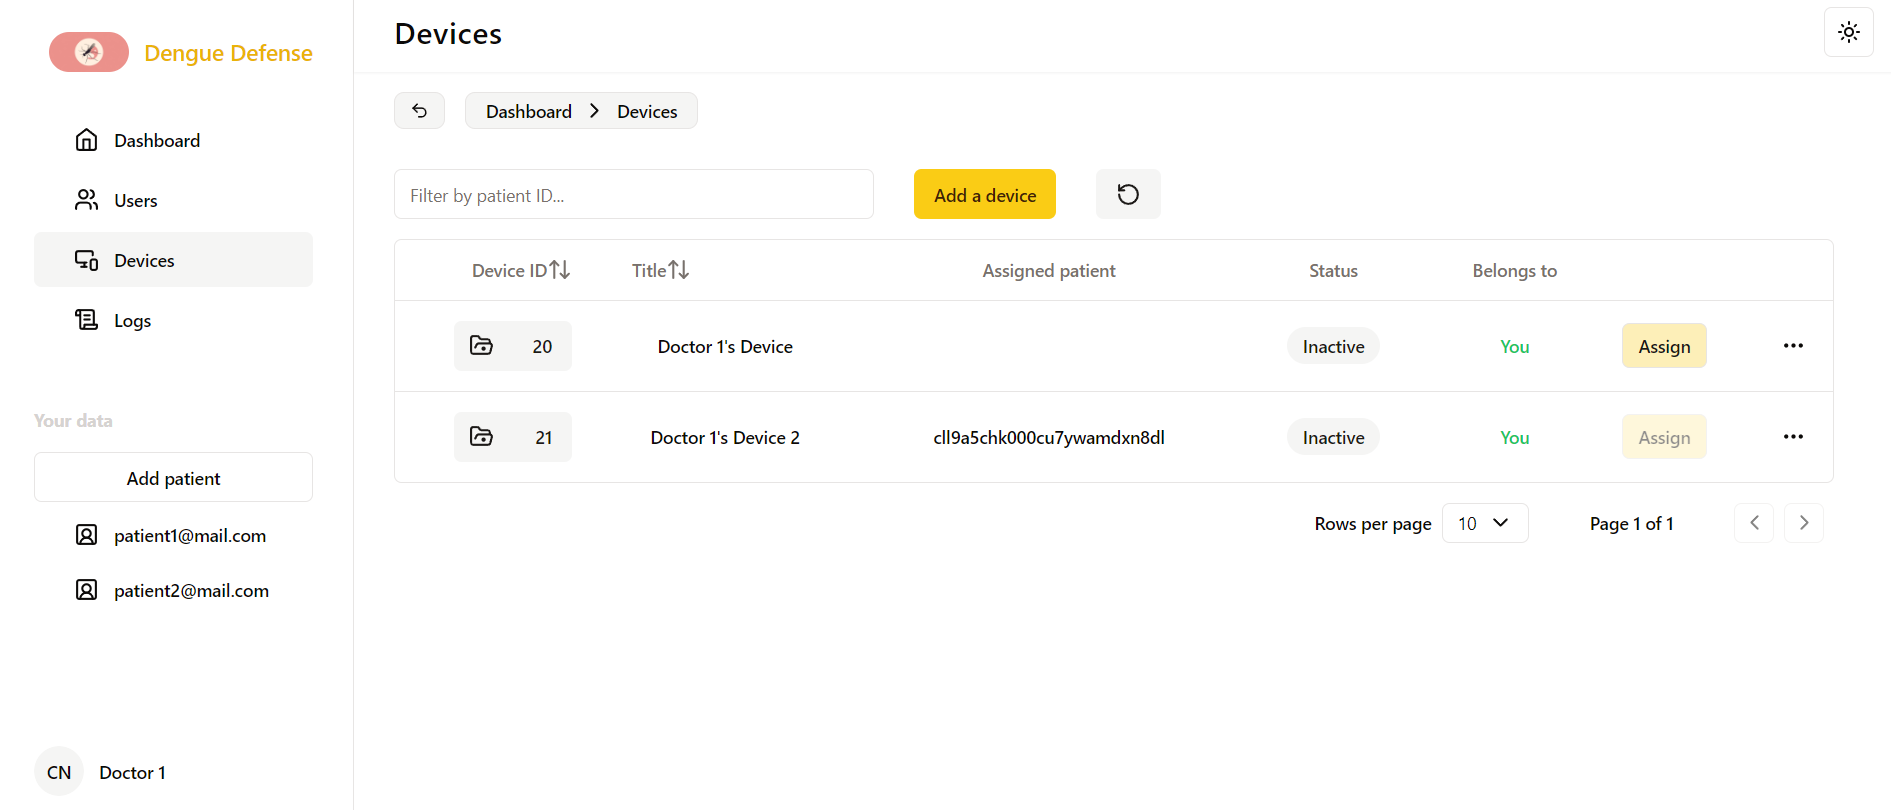 Dengue Defense
Dashboard
Users
Devices
Logs
Your data
Add patient
patient1@mail.com
patient2@mail.com
CN Doctor 1
Devices
Dashboard > Devices
Filter by patient ID...
Add a device
Device ID Title Assigned patient Status Belongs to
20 Doctor 1's Device Inactive You Assign
21 Doctor 1's Device 2 cll9a5chk000cu7ywamdxn8dl Inactive You Assign
Rows per page 10 Page 1 of 1